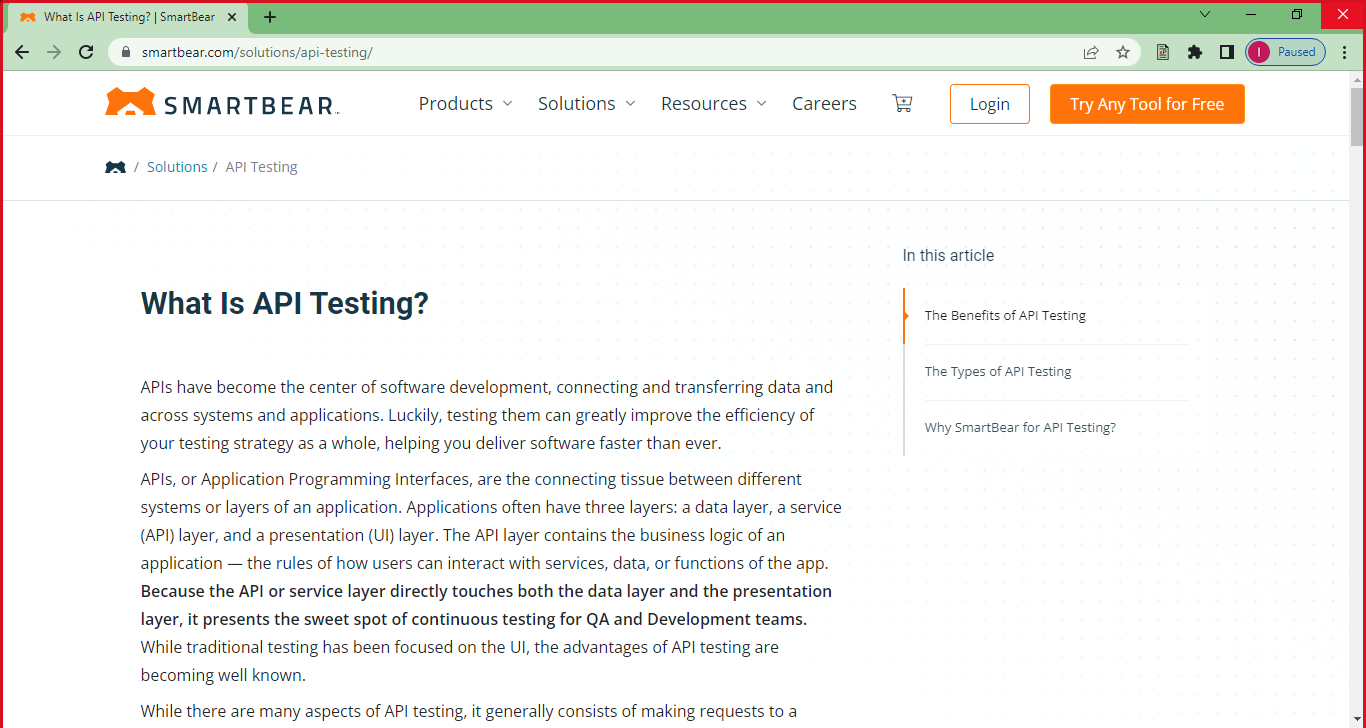 What Is API Testing? | SmartBear
smartbear.com/solutions/api-testing/
I Paused
SMARTBEAR
Products Solutions Resources Careers Login Try Any Tool for Free
/ Solutions / API Testing
In this article
What Is API Testing?
The Benefits of API Testing
The Types of API Testing
Why SmartBear for API Testing?
APIs have become the center of software development, connecting and transferring data and
across systems and applications. Luckily, testing them can greatly improve the efficiency of
your testing strategy as a whole, helping you deliver software faster than ever.
APIs, or Application Programming Interfaces, are the connecting tissue between different
systems or layers of an application. Applications often have three layers: a data layer, a service
(API) layer, and a presentation (UI) layer. The API layer contains the business logic of an
application — the rules of how users can interact with services, data, or functions of the app.
Because the API or service layer directly touches both the data layer and the presentation
layer, it presents the sweet spot of continuous testing for QA and Development teams.
While traditional testing has been focused on the UI, the advantages of API testing are
becoming well known.
While there are many aspects of API testing, it generally consists of making requests to a